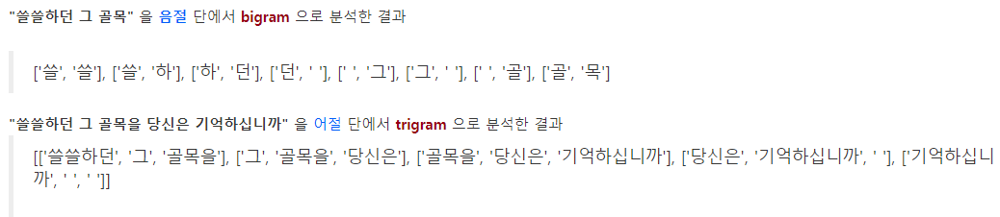 "쓸쓸하던 그 골목" 을 음절 단에서 bigram 으로 분석한 결과
['쓸', '쓸'], ['쓸', '하'], ['하', '던'], ['던', ' '], [' ', '그'], ['그', ' '], [' ', '골'], ['골', '목']
"쓸쓸하던 그 골목을 당신은 기억하십니까" 을 어절 단에서 trigram 으로 분석한 결과
[['쓸쓸하던', '그', '골목을'], ['그', '골목을', '당신은'], ['골목을', '당신은', '기억하십니까'], ['당신은', '기억하십니까', ' '], ['기억하십니
까', ' ', ' ']]